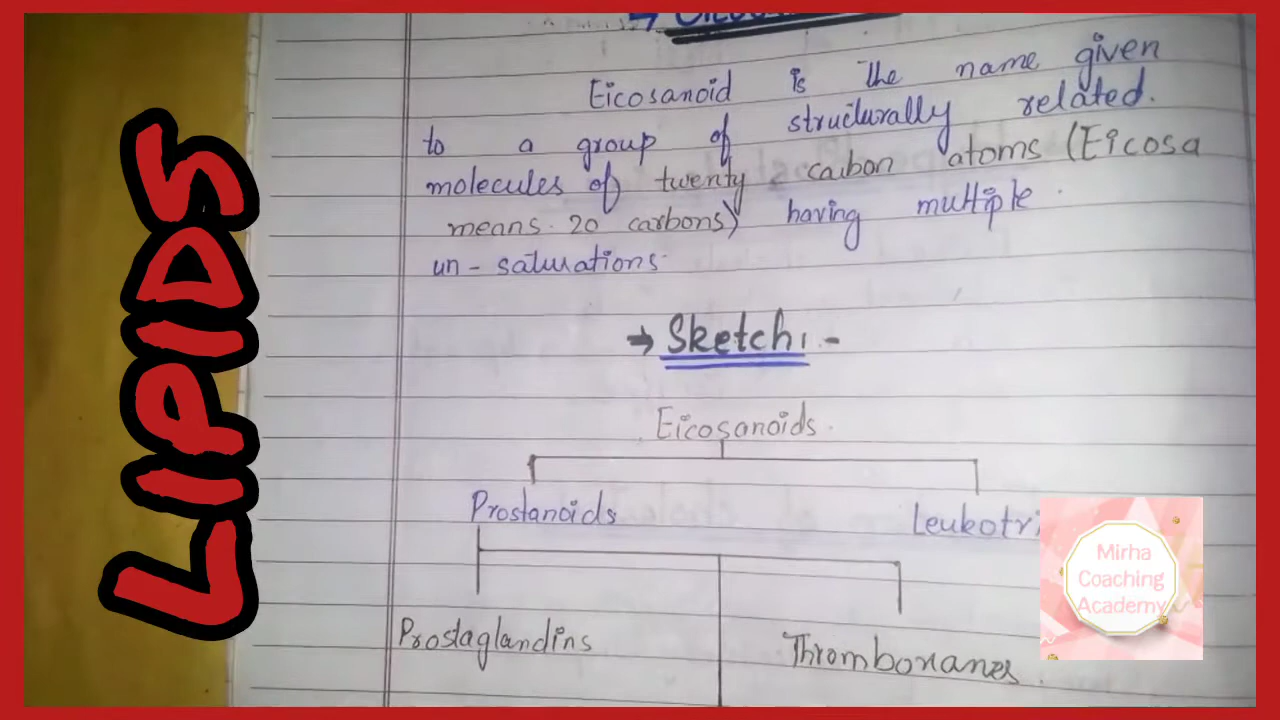 LIPIDS
Eicosanoid is the name given
to a group of structurally related.
molecules of twenty carbon atoms (Eicosa
means. 20 carbons) having multiple
un-saturations.
→ Sketch:-
Eicosanoids.
Prostanoids Leukotri
Prostaglandins Thromboxanes.
Mirha
Coaching
Academy